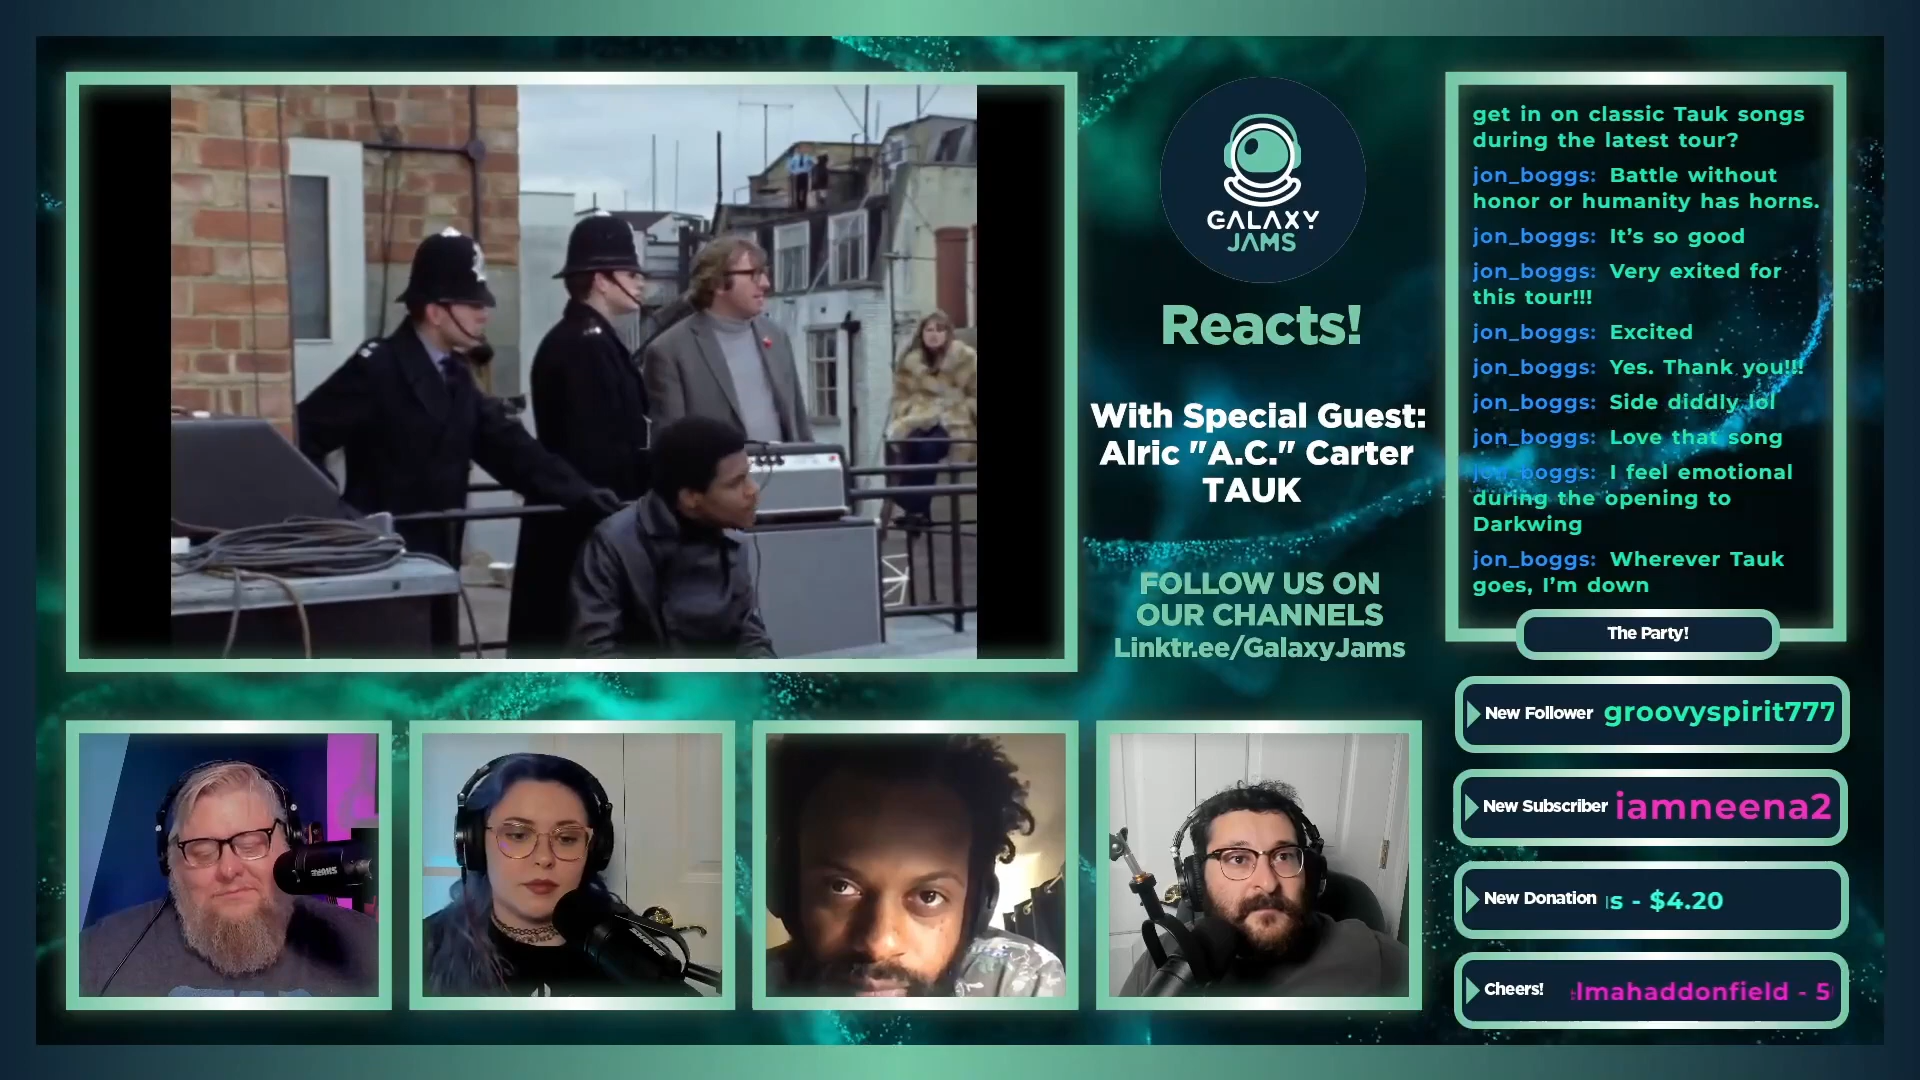 GALAXY
JAMS
Reacts!
With Special Guest:
Alric "A.C." Carter
TAUK
FOLLOW US ON
OUR CHANNELS
Linktr.ee/GalaxyJams
get in on classic Tauk songs
during the latest tour?
jon_boggs: Battle without
honor or humanity has horns.
jon_boggs: It's so good
jon_boggs: Very exited for
this tour!!!
jon_boggs: Excited
jon_boggs: Yes. Thank you!!!
jon_boggs: Side diddly lol
jon_boggs: Love that song
jon_boggs: I feel emotional
during the opening to
Darkwing
jon_boggs: Wherever Tauk
goes, I'm down
The Party!
New Follower groovyspirit777
New Subscriber iamneena2
New Donation s - $4.20
Cheers! lmahaddonfield - 5
SHURE
SHURE